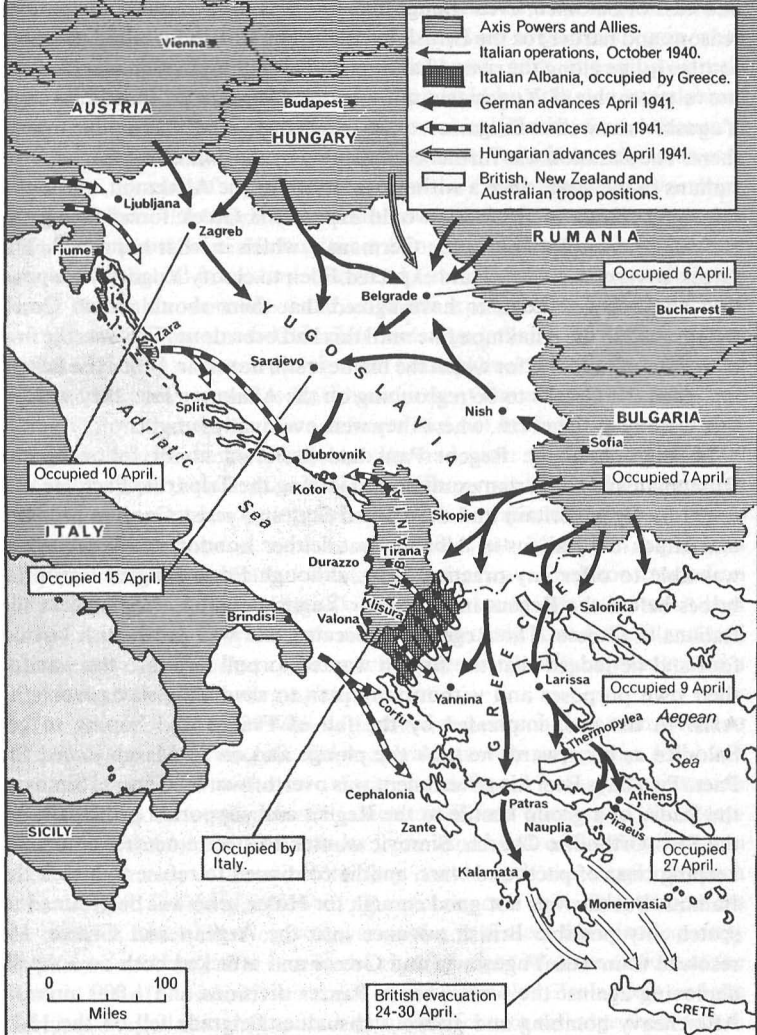 Axis Powers and Allies.
Italian operations. Octbr 1940.
Italian Albania, occupied by Greece.
German advances April 1941.
Italian advances April 1941.
Hungarian advances April 1941.
British, New Zealand and
Australian troop positions.
Vienna
AUSTRIA
Budapest
HUNGARY
Ljubljana
Zagreb
RUMANIA
Fiume
Occupied 6 April.
Belgrade
Bucharest
Zara
YUGOSLAVIA
Sarajevo
Split
Nish
BULGARIA
Adriatic
Sea
Sofia
Dubrovnik
Occupied 10 April.
Kotor
Occupied 7 April.
Skopje
ITALY
ALBANIA
Tirana
Durazzo
Occupied 15 April.
Klisura
Salonika
Brindisi
Valona
GREECE
Larissa
Yannina
Occupied 9 April.
Corfu
Thermopylea
Aegean
Sea
Cephalonia
Patras
Athens
Piraeus
SICILY
Zante
Nauplia
Occupied by
Italy.
Occupied
27 April.
Kalamata
Monemvasia
0
100
Miles
British evacuation
24-30 April.
CRETE